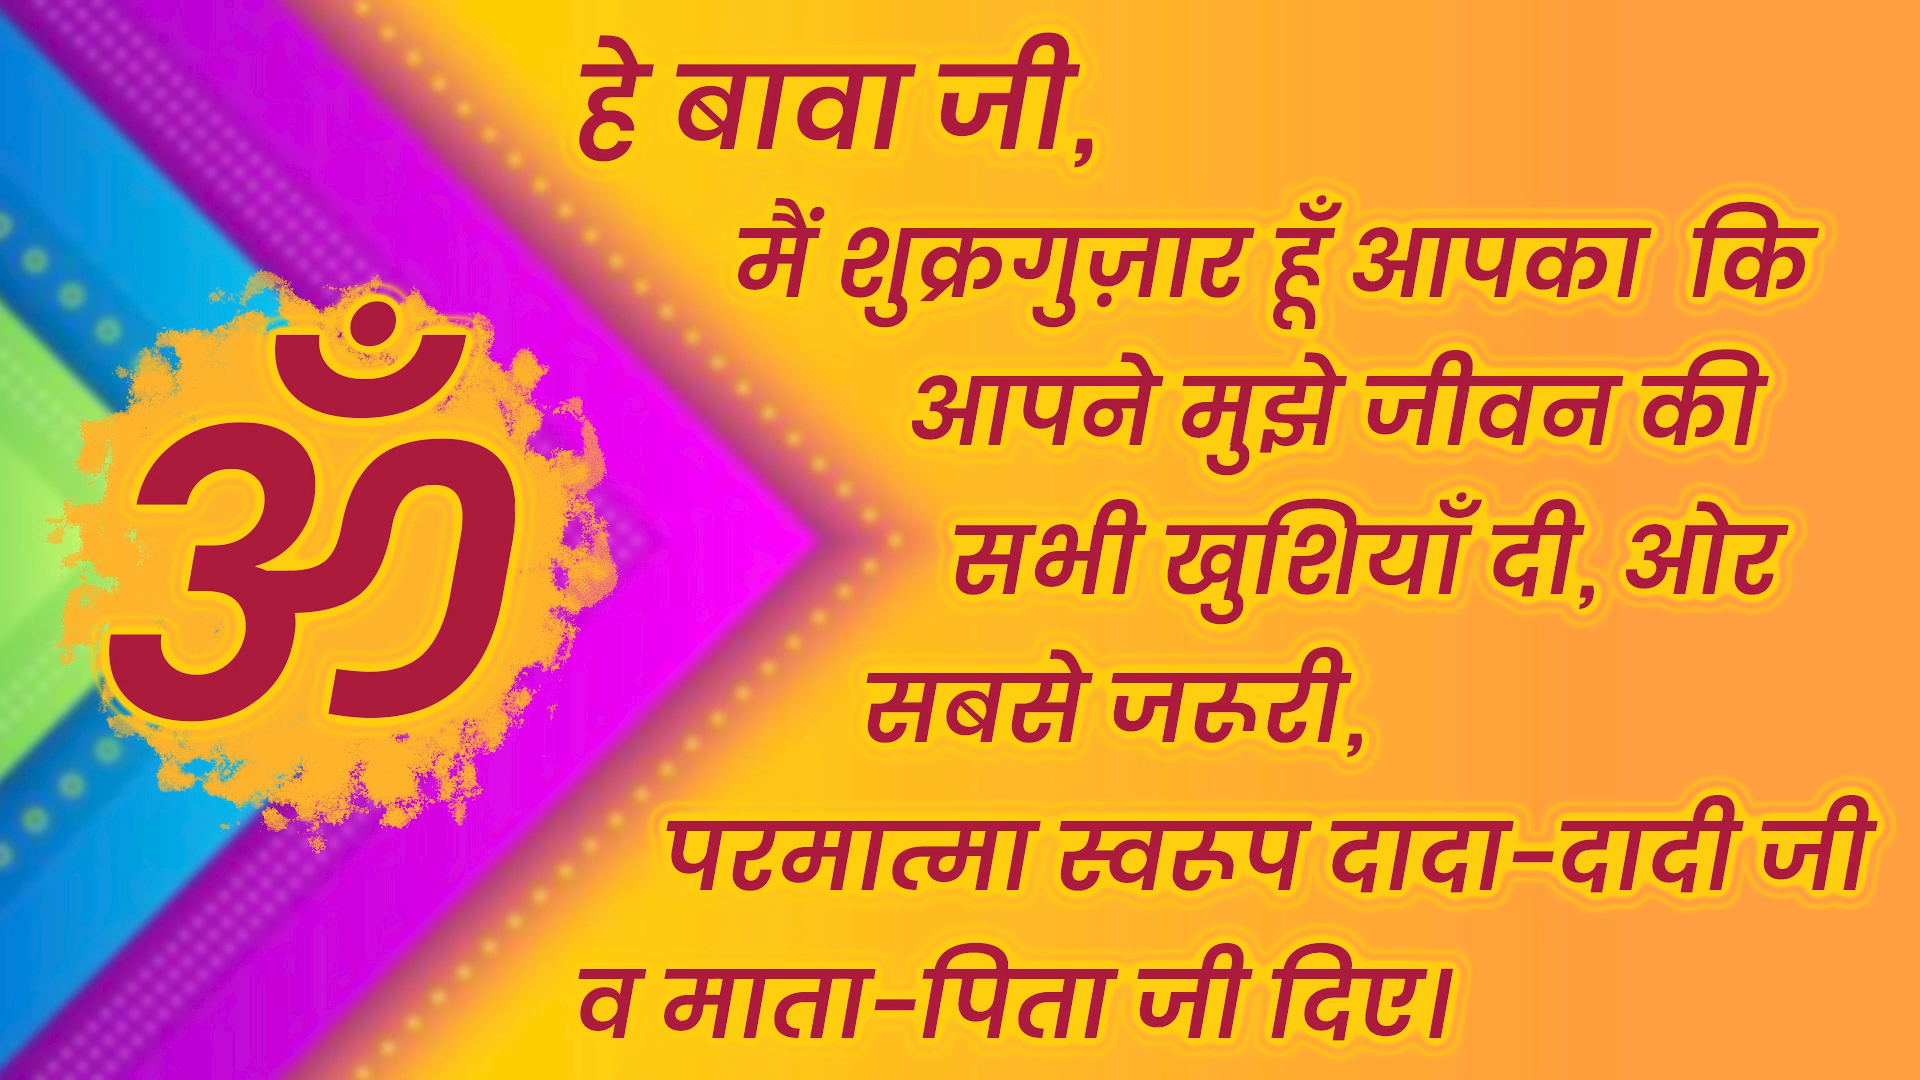 ॐ
हे बावा जी,
मैं शुक्रगुज़ार हूँ आपका कि
आपने मुझे जीवन की
सभी खुशियाँ दी, ओर
सबसे जरूरी,
परमात्मा स्वरूप दादा-दादी जी
व माता-पिता जी दिए।